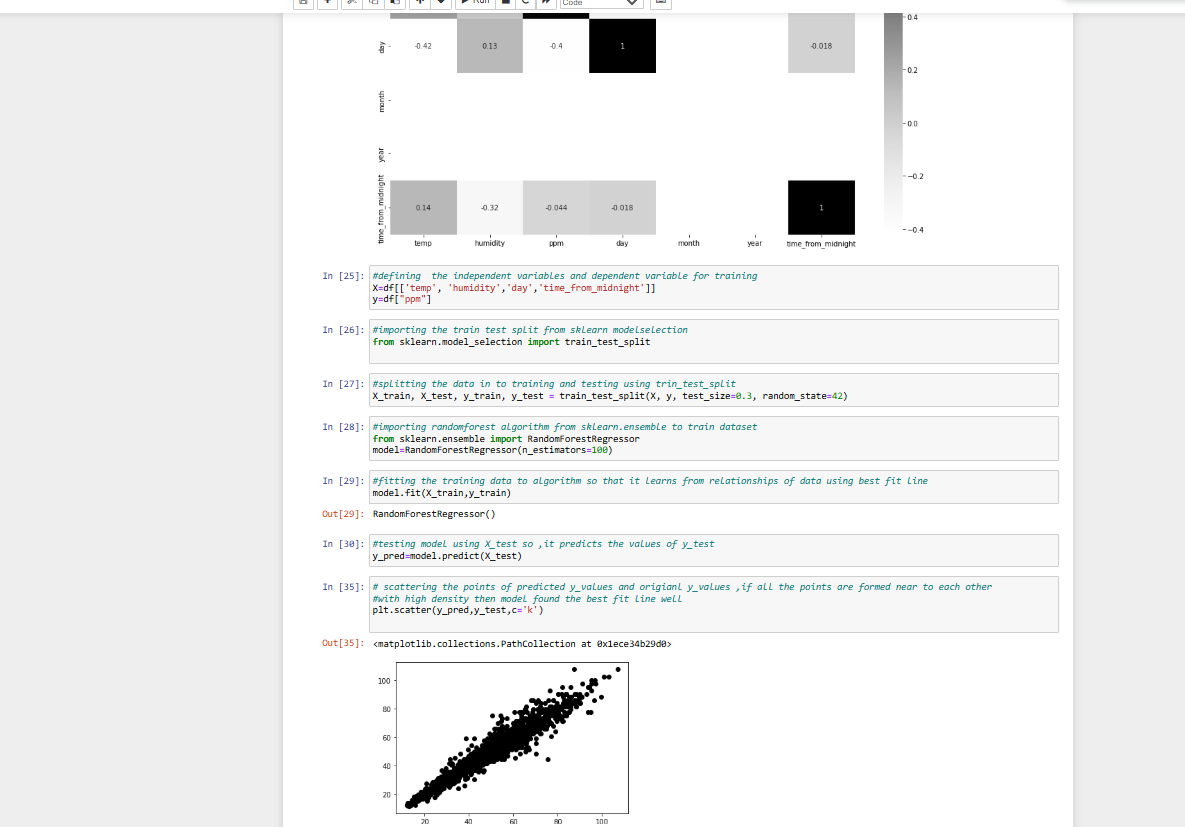 Run
Code
0.4
day
-0.42
0.13
-0.4
1
-0.018
0.2
month
0.0
year
-0.2
time_from_midnight
0.14
-0.32
-0.044
-0.018
1
-0.4
temp
humidity
ppm
day
month
year
time_from_midnight
In [25]:
#defining  the independent variables and dependent variable for training
X=df[['temp', 'humidity','day','time_from_midnight']]
y=df["ppm"]
In [26]:
#importing the train test split from sklearn modelselection
from sklearn.model_selection import train_test_split
In [27]:
#splitting the data in to training and testing using trin_test_split
X_train, X_test, y_train, y_test = train_test_split(X, y, test_size=0.3, random_state=42)
In [28]:
#importing randomforest algorithm from sklearn.ensemble to train dataset
from sklearn.ensemble import RandomForestRegressor
model=RandomForestRegressor(n_estimators=100)
In [29]:
#fitting the training data to algorithm so that it learns from relationships of data using best fit line
model.fit(X_train,y_train)
Out[29]:
RandomForestRegressor()
In [30]:
#testing model using X_test so ,it predicts the values of y_test
y_pred=model.predict(X_test)
In [35]:
# scattering the points of predicted y_values and origianl y_values ,if all the points are formed near to each other
#with high density then model found the best fit line well
plt.scatter(y_pred,y_test,c='k')
Out[35]:
<matplotlib.collections.PathCollection at 0x1ece34b29d0>
100
80
60
40
20
20
40
60
80
100